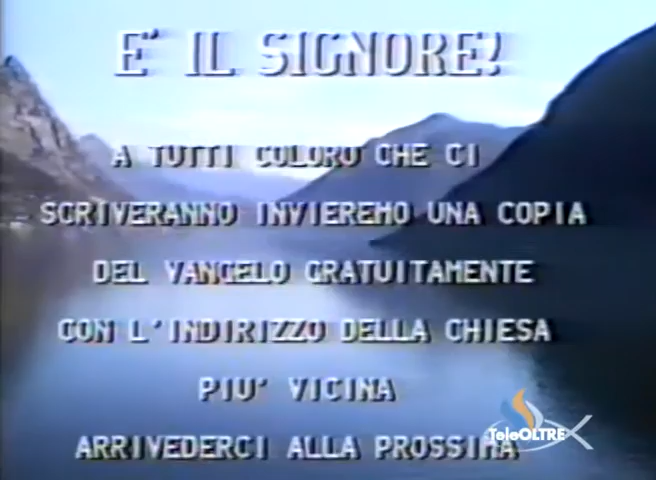 E' IL SIGNORE!
A TUTTI COLORO CHE CI
SCRIVERANNO INVIEREMO UNA COPIA
DEL VANGELO GRATUITAMENTE
CON L'INDIRIZZO DELLA CHIESA
PIU' VICINA
ARRIVEDERCI ALLA PROSSIMA
TeleOLTRE